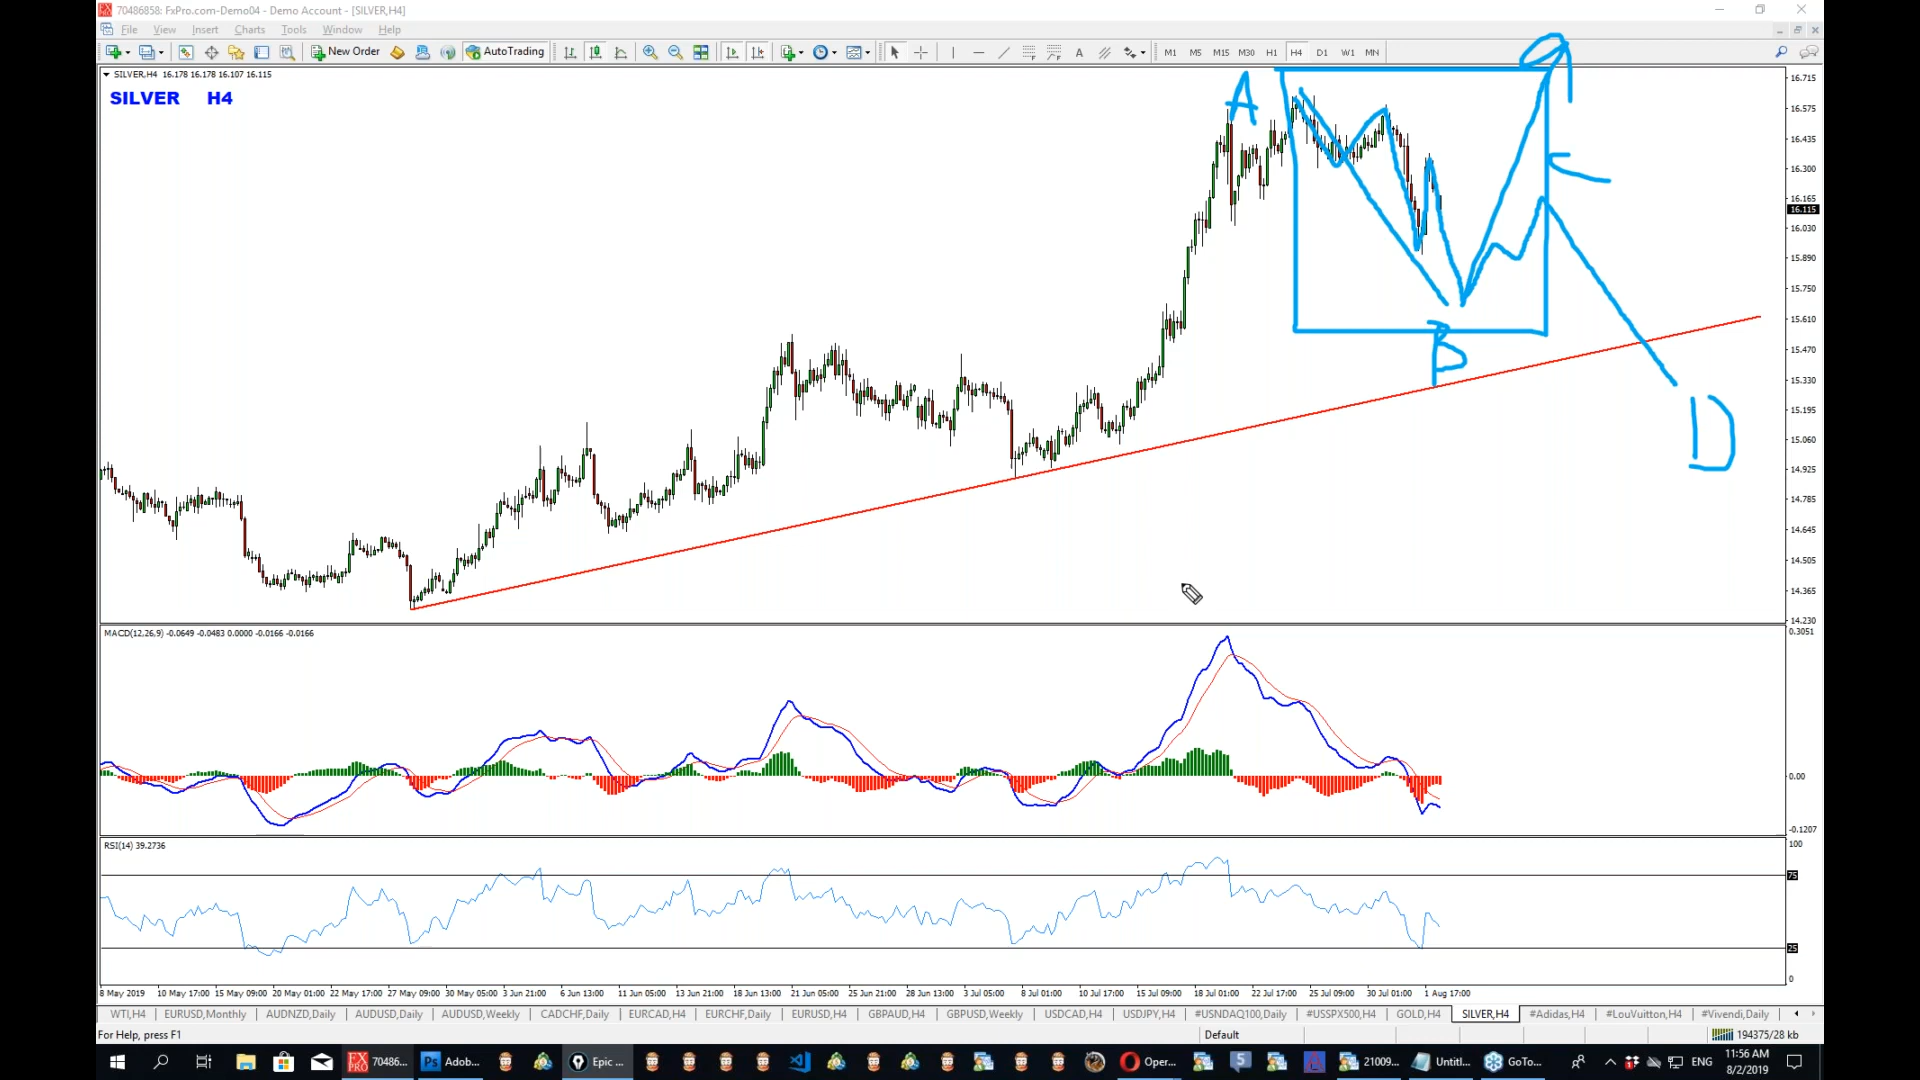 70486858: FxPro.com-Demo04 - Demo Account - [SILVER,H4]
File View Insert Charts Tools Window Help
New Order AutoTrading A M1 M5 M15 M30 H1 H4 D1 W1 MN
SILVER,H4 16.178 16.178 16.107 16.115
SILVER H4
A
B
D
16.715
16.575
16.435
16.300
16.165
16.115
16.030
15.890
15.750
15.610
15.470
15.330
15.195
15.060
14.925
14.785
14.645
14.505
14.365
14.230
MACD(12,26,9) -0.0649 -0.0483 0.0000 -0.0166 -0.0166
0.3051
0.00
-0.1207
RSI(14) 39.2736
100
75
25
0
8 May 2019 10 May 17:00 15 May 09:00 20 May 01:00 22 May 17:00 27 May 09:00 30 May 05:00 3 Jun 21:00 6 Jun 13:00 11 Jun 05:00 13 Jun 21:00 18 Jun 13:00 21 Jun 05:00 25 Jun 21:00 28 Jun 13:00 3 Jul 05:00 8 Jul 01:00 10 Jul 17:00 15 Jul 09:00 18 Jul 01:00 22 Jul 17:00 25 Jul 09:00 30 Jul 01:00 1 Aug 17:00
WTI,H4 EURUSD,Monthly AUDNZD,Daily AUDUSD,Daily AUDUSD,Weekly CADCHF,Daily EURCAD,H4 EURCHF,Daily EURUSD,H4 GBPAUD,H4 GBPUSD,Weekly USDCAD,H4 USDJPY,H4 #USNDAQ100,Daily #USSPX500,H4 GOLD,H4 SILVER,H4 #Adidas,H4 #LouVuitton,H4 #Vivendi,Daily
For Help, press F1 Default 194375/28 kb
FX PRO 70486... Ps Adob... Epic ... Oper... 5 21009... Untitl... GoTo... ENG 11:56 AM
8/2/2019